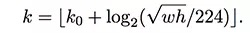 k = ⌊k₀ + log₂(√wh/224)⌋.